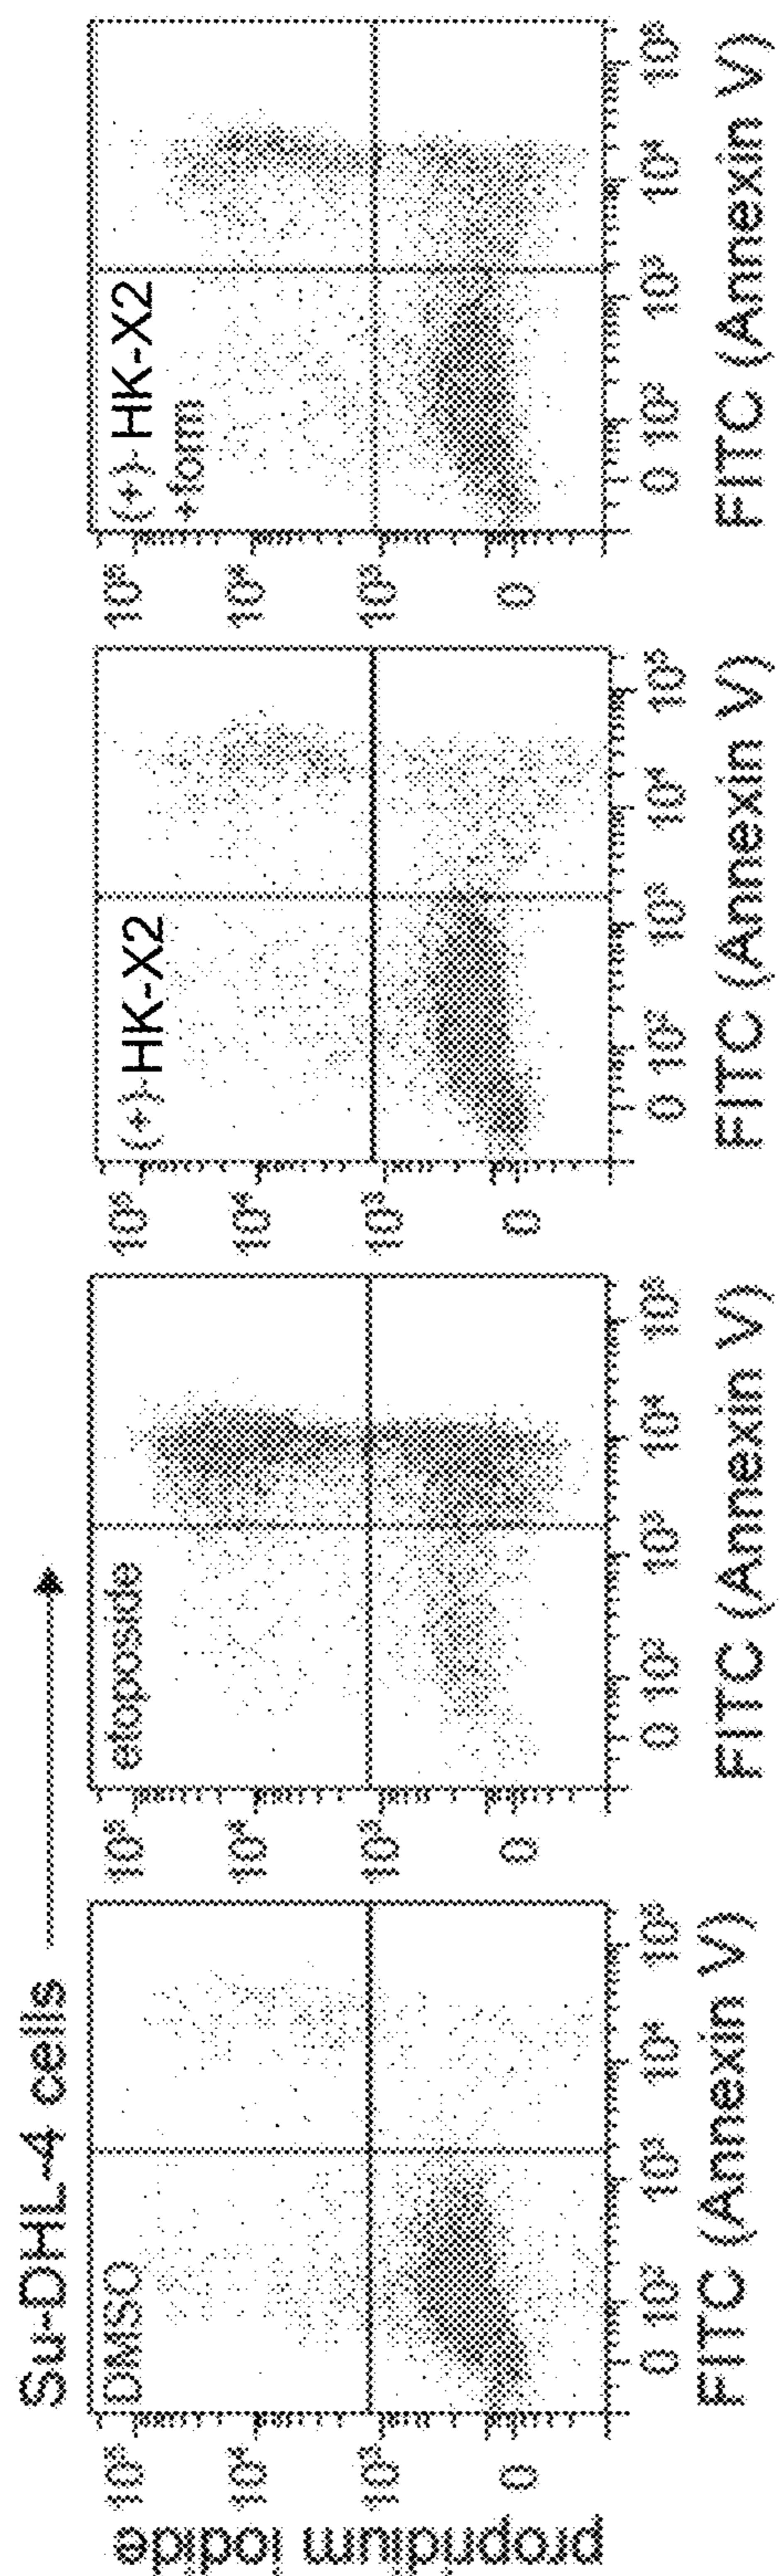 Su-DHL-4 cells
propridium iodide
10⁵
10⁴
10³
0
DMSO
0 10² 10³ 10⁴ 10⁵
FITC (Annexin V)
10⁵
10⁴
10³
0
etoposide
0 10² 10³ 10⁴ 10⁵
FITC (Annexin V)
10⁵
10⁴
10³
0
(+)-HK-X2
0 10² 10³ 10⁴ 10⁵
FITC (Annexin V)
10⁵
10⁴
10³
0
(+)-HK-X2
+form
0 10² 10³ 10⁴ 10⁵
FITC (Annexin V)